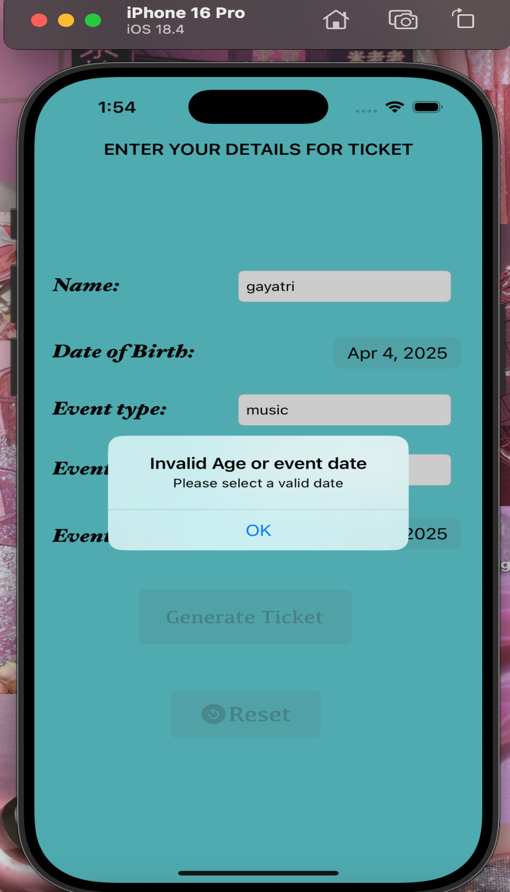 iPhone 16 Pro
iOS 18.4
1:54
ENTER YOUR DETAILS FOR TICKET
Name:
gayatri
Date of Birth:
Apr 4, 2025
Event type:
music
Event
Invalid Age or event date
Please select a valid date
OK
Event
2025
Generate Ticket
Reset